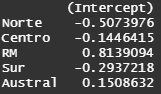 (Intercept)
Norte -0.5073976
Centro -0.1446415
RM 0.8139094
Sur -0.2937218
Austral 0.1508632